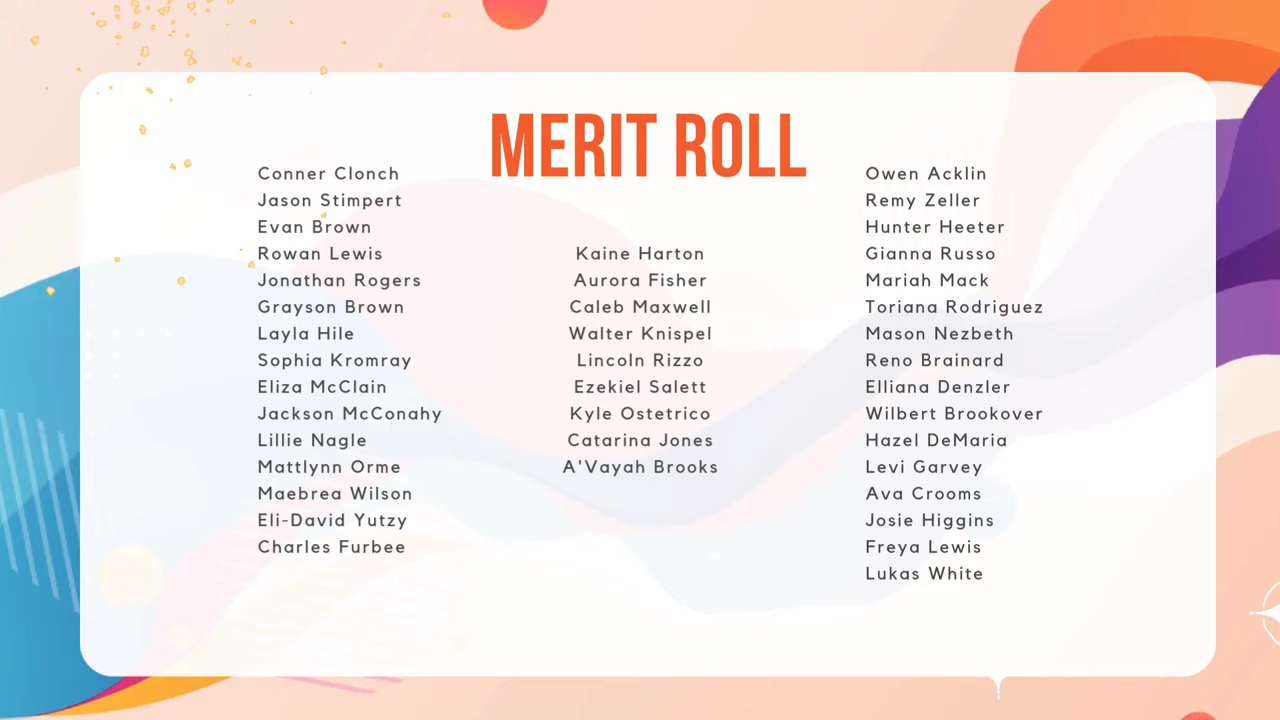 MERIT ROLL
Conner Clonch
Jason Stimpert
Evan Brown
Rowan Lewis
Jonathan Rogers
Grayson Brown
Layla Hile
Sophia Kromray
Eliza McClain
Jackson McConahy
Lillie Nagle
Mattlynn Orme
Maebrea Wilson
Eli-David Yutzy
Charles Furbee
Kaine Harton
Aurora Fisher
Caleb Maxwell
Walter Knispel
Lincoln Rizzo
Ezekiel Salett
Kyle Ostetrico
Catarina Jones
A'Vayah Brooks
Owen Acklin
Remy Zeller
Hunter Heeter
Gianna Russo
Mariah Mack
Toriana Rodriguez
Mason Nezbeth
Reno Brainard
Elliana Denzler
Wilbert Brookover
Hazel DeMaria
Levi Garvey
Ava Crooms
Josie Higgins
Freya Lewis
Lukas White